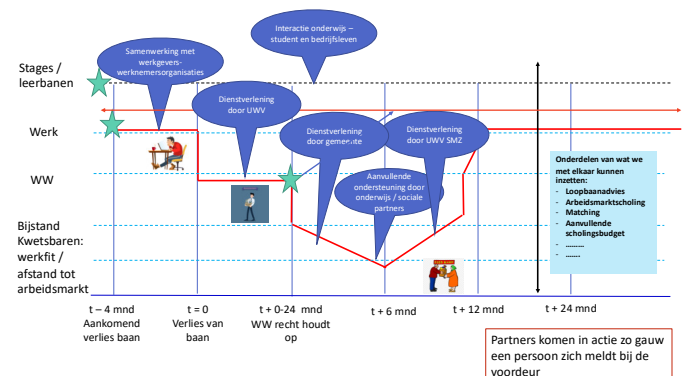 Interactie onderwijs –
student en bedrijfsleven
Samenwerking met
werkgevers-
werknemersorganisaties
Stages /
leerbanen
Dienstverlening
door UWV
Dienstverlening
door gemeente
Dienstverlening
door UWV SMZ
Werk
WW
Aanvullende
ondersteuning door
onderwijs / sociale
partners
Onderdelen van wat we
met elkaar kunnen
inzetten:
- Loopbaanadvies
- Arbeidsmarktscholing
- Matching
- Aanvullende
scholingsbudget
- .........
- .......
Bijstand
Kwetsbaren:
werkfit /
afstand tot
arbeidsmarkt
t – 4 mnd
Aankomend
verlies baan
t = 0
Verlies van
baan
t + 0-24 mnd
WW recht houdt
op
t + 6 mnd
t + 12 mnd
t + 24 mnd
Partners komen in actie zo gauw
een persoon zich meldt bij de
voordeur